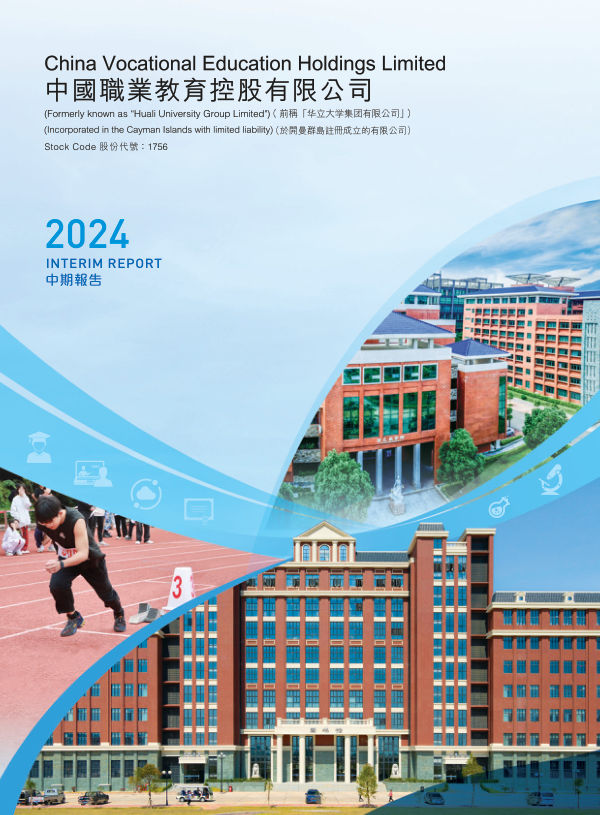 China Vocational Education Holdings Limited
中國職業教育控股有限公司
(Formerly known as "Huali University Group Limited")（前稱「华立大学集团有限公司」）
(Incorporated in the Cayman Islands with limited liability)（於開曼群島註冊成立的有限公司）
Stock Code 股份代號：1756
2024
INTERIM REPORT
中期報告
3